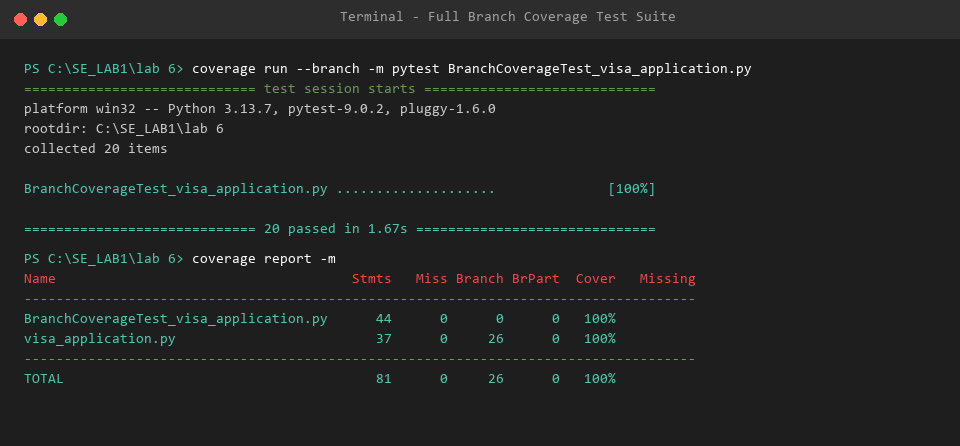 Terminal - Full Branch Coverage Test Suite
PS C:\SE_LAB1\lab 6> coverage run --branch -m pytest BranchCoverageTest_visa_application.py
============================= test session starts =============================
platform win32 -- Python 3.13.7, pytest-9.0.2, pluggy-1.6.0
rootdir: C:\SE_LAB1\lab 6
collected 20 items
BranchCoverageTest_visa_application.py ....................              [100%]
============================= 20 passed in 1.67s ==============================
PS C:\SE_LAB1\lab 6> coverage report -m
Name                                     Stmts   Miss Branch BrPart  Cover   Missing
------------------------------------------------------------------------------------
BranchCoverageTest_visa_application.py      44      0      0      0   100%
visa_application.py                         37      0     26      0   100%
------------------------------------------------------------------------------------
TOTAL                                       81      0     26      0   100%